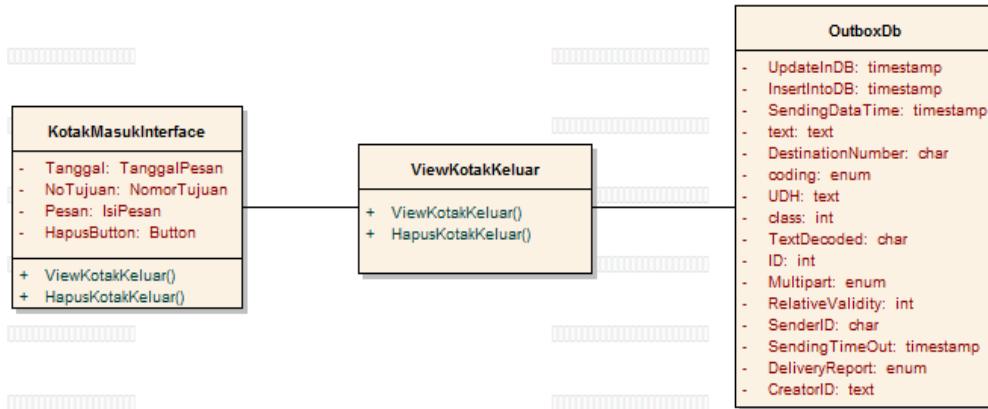 KotakMasukInterface
- Tanggal: TanggalPesan
- NoTujuan: NomorTujuan
- Pesan: IsiPesan
- HapusButton: Button
+ ViewKotakKeluar()
+ HapusKotakKeluar()
ViewKotakKeluar
+ ViewKotakKeluar()
+ HapusKotakKeluar()
OutboxDb
- UpdateInDB: timestamp
- InsertIntoDB: timestamp
- SendingDataTime: timestamp
- text: text
- DestinationNumber: char
- coding: enum
- UDH: text
- class: int
- TextDecoded: char
- ID: int
- Multipart: enum
- RelativeValidity: int
- SenderID: char
- SendingTimeOut: timestamp
- DeliveryReport: enum
- CreatorID: text